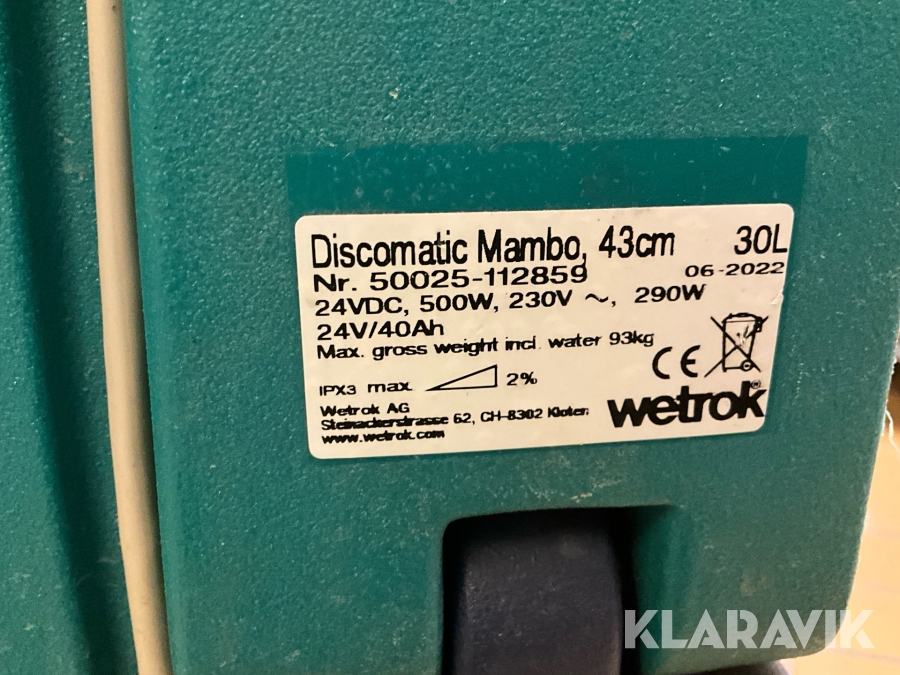 Discomatic Mambo, 43cm 30L
Nr. 50025-112859 06-2022
24VDC, 500W, 230V ~, 290W
24V/40Ah
Max. gross weight incl. water 93kg
CE
IPX3 max. 2%
Wetrok AG
Steinackerstrasse 62, CH-8302 Kloten
www.wetrok.com
wetrok®
KLARAVIK